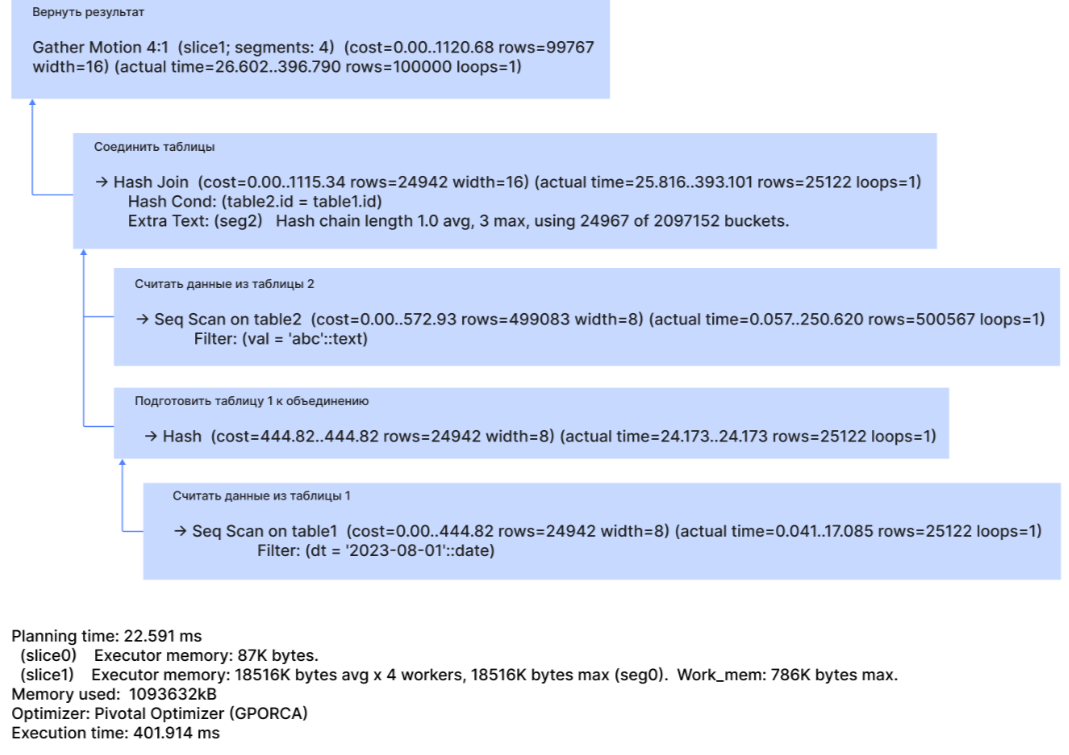 Вернуть результат
Gather Motion 4:1 (slice1; segments: 4) (cost=0.00..1120.68 rows=99767
width=16) (actual time=26.602..396.790 rows=100000 loops=1)
Соединить таблицы
→ Hash Join (cost=0.00..1115.34 rows=24942 width=16) (actual time=25.816..393.101 rows=25122 loops=1)
Hash Cond: (table2.id = table1.id)
Extra Text: (seg2) Hash chain length 1.0 avg, 3 max, using 24967 of 2097152 buckets.
Считать данные из таблицы 2
→ Seq Scan on table2 (cost=0.00..572.93 rows=499083 width=8) (actual time=0.057..250.620 rows=500567 loops=1)
Filter: (val = 'abc'::text)
Подготовить таблицу 1 к объединению
→ Hash (cost=444.82..444.82 rows=24942 width=8) (actual time=24.173..24.173 rows=25122 loops=1)
Считать данные из таблицы 1
→ Seq Scan on table1 (cost=0.00..444.82 rows=24942 width=8) (actual time=0.041..17.085 rows=25122 loops=1)
Filter: (dt = '2023-08-01'::date)
Planning time: 22.591 ms
(slice0) Executor memory: 87K bytes.
(slice1) Executor memory: 18516K bytes avg x 4 workers, 18516K bytes max (seg0). Work_mem: 786K bytes max.
Memory used: 1093632kB
Optimizer: Pivotal Optimizer (GPORCA)
Execution time: 401.914 ms